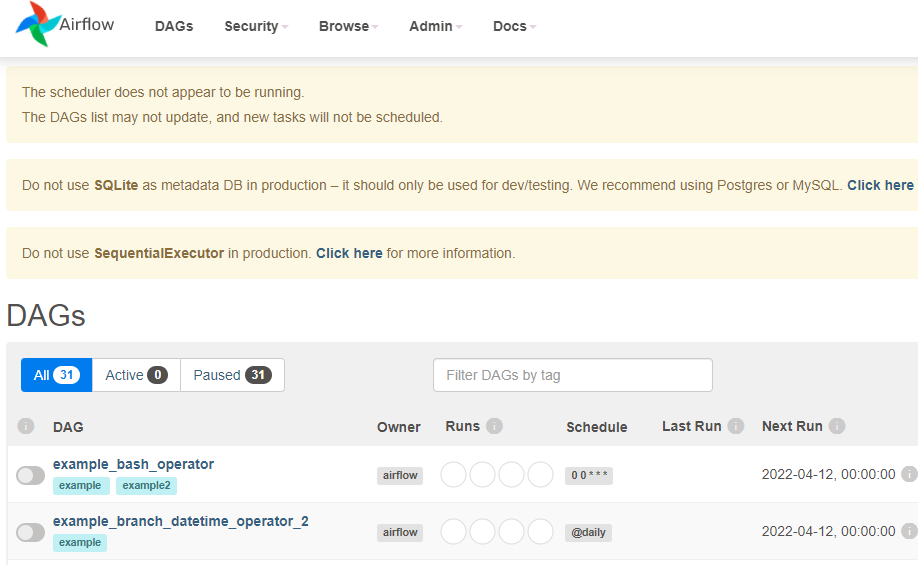 Airflow DAGs Security Browse Admin Docs
The scheduler does not appear to be running.
The DAGs list may not update, and new tasks will not be scheduled.
Do not use SQLite as metadata DB in production – it should only be used for dev/testing. We recommend using Postgres or MySQL. Click here
Do not use SequentialExecutor in production. Click here for more information.
DAGs
All 31 Active 0 Paused 31 Filter DAGs by tag
i DAG Owner Runs i Schedule Last Run i Next Run i
example_bash_operator
airflow 0 0 * * * 2022-04-12, 00:00:00 i
example example2
example_branch_datetime_operator_2
airflow @daily 2022-04-12, 00:00:00 i
example